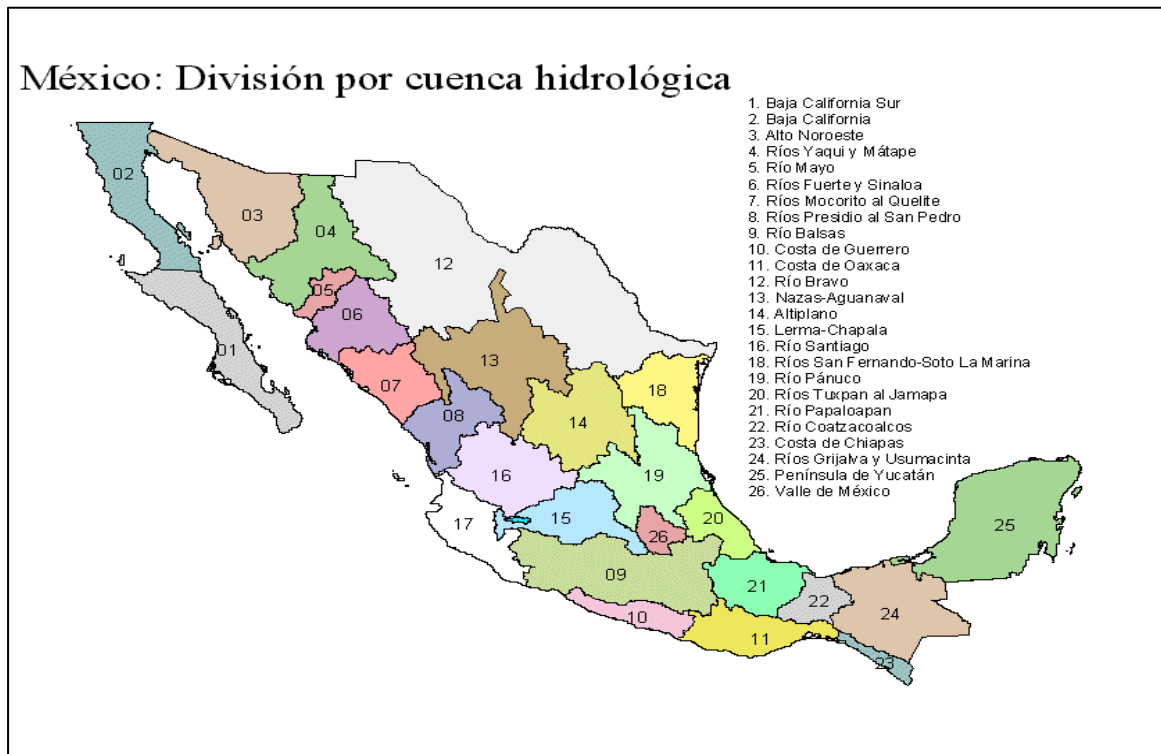 México: División por cuenca hidrológica
1. Baja California Sur
2. Baja California
3. Alto Noroeste
4. Ríos Yaqui y Mátape
5. Río Mayo
6. Ríos Fuerte y Sinaloa
7. Ríos Mocorito al Quelite
8. Ríos Presidio al San Pedro
9. Río Balsas
10. Costa de Guerrero
11. Costa de Oaxaca
12. Río Bravo
13. Nazas-Aguanaval
14. Altiplano
15. Lerma-Chapala
16. Río Santiago
18. Ríos San Fernando-Soto La Marina
19. Río Pánuco
20. Ríos Tuxpan al Jamapa
21. Río Papaloapan
22. Río Coatzacoalcos
23. Costa de Chiapas
24. Ríos Grijalva y Usumacinta
25. Península de Yucatán
26. Valle de México
02
03
04
12
05
06
01
13
07
18
08
14
16
19
15
17
20
26
25
09
21
22
24
10
11
23